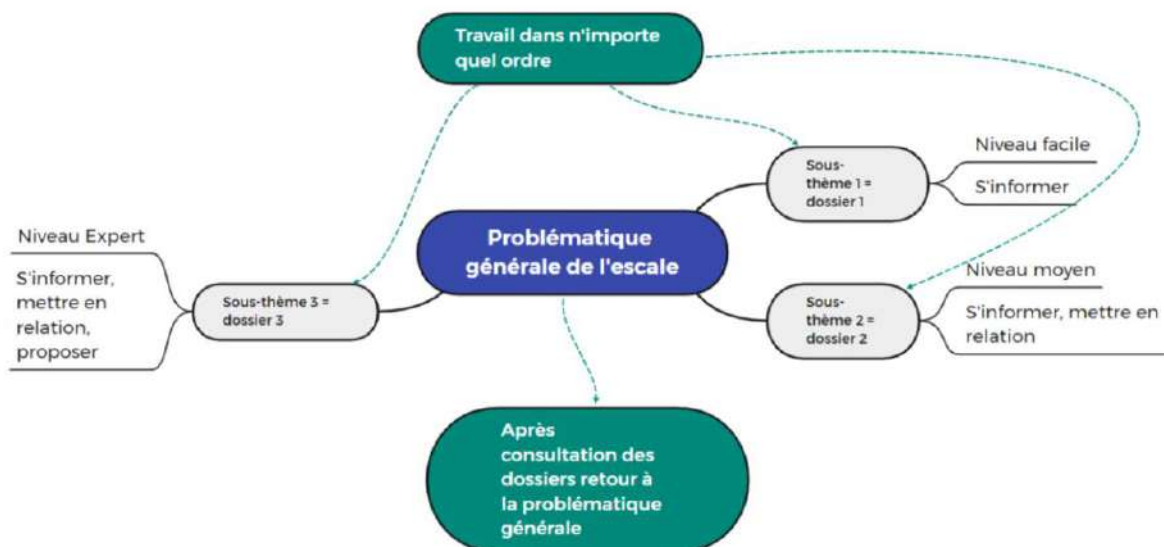 Travail dans n'importe
quel ordre
Sous-
thème 1 =
dossier 1
Niveau facile
S'informer
Problématique
générale de l'escale
Niveau Expert
S'informer,
mettre en
relation,
proposer
Sous-thème 3 =
dossier 3
Sous-
thème 2 =
dossier 2
Niveau moyen
S'informer, mettre en
relation
Après
consultation des
dossiers retour à
la problématique
générale